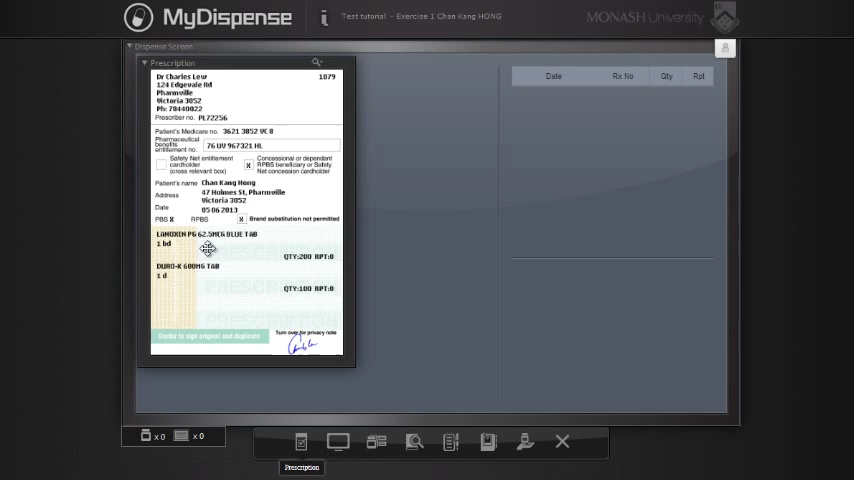 MyDispense
i
Test tutorial - Exercise 1 Chan Kang HONG
MONASH University
Dispense Screen
Prescription
Date Rx No Qty Rpt
Dr Charles Lew 1079
124 Edgevale Rd
Pharmville
Victoria 3052
Ph: 70440022
Prescriber no. PL72256
Patient's Medicare no. 3621 3852 VC 8
Pharmaceutical benefits entitlement no. 76 UV 967321 HL
Safety Net entitlement cardholder (cross relevant box)
x Concessional or dependant RPBS beneficiary or Safety Net concession cardholder
Patient's name Chan Kang Hong
Address 47 Holmes St, Pharmville
Victoria 3052
Date 05 06 2013
PBS X RPBS x Brand substitution not permitted
LANOXIN PG 62.5MCG BLUE TAB
1 bd
QTY:200 RPT:0
DURO-K 600MG TAB
1 d
QTY:100 RPT:0
PRESCRIPTION
Doctor to sign original and duplicate
Turn over for privacy note
x 0 x 0
Prescription